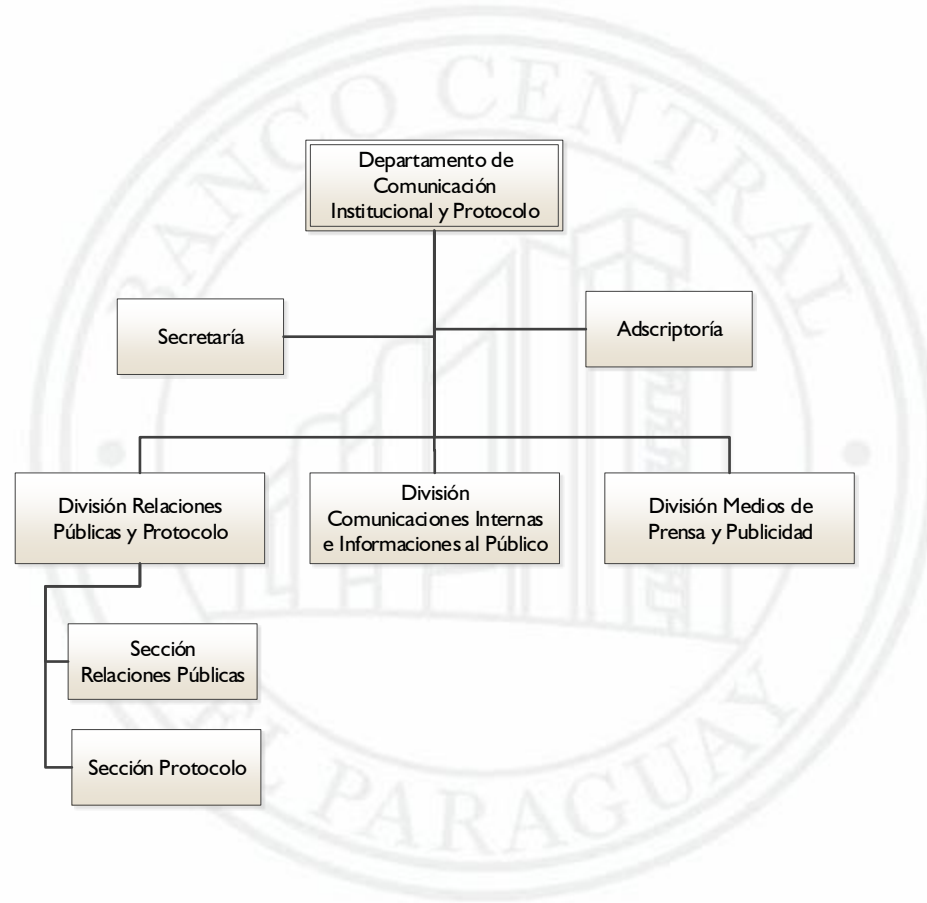 BANCO CENTRAL
DEL PARAGUAY
Departamento de
Comunicación
Institucional y Protocolo
Secretaría
Adscriptoría
División Relaciones
Públicas y Protocolo
División
Comunicaciones Internas
e Informaciones al Público
División Medios de
Prensa y Publicidad
Sección
Relaciones Públicas
Sección Protocolo